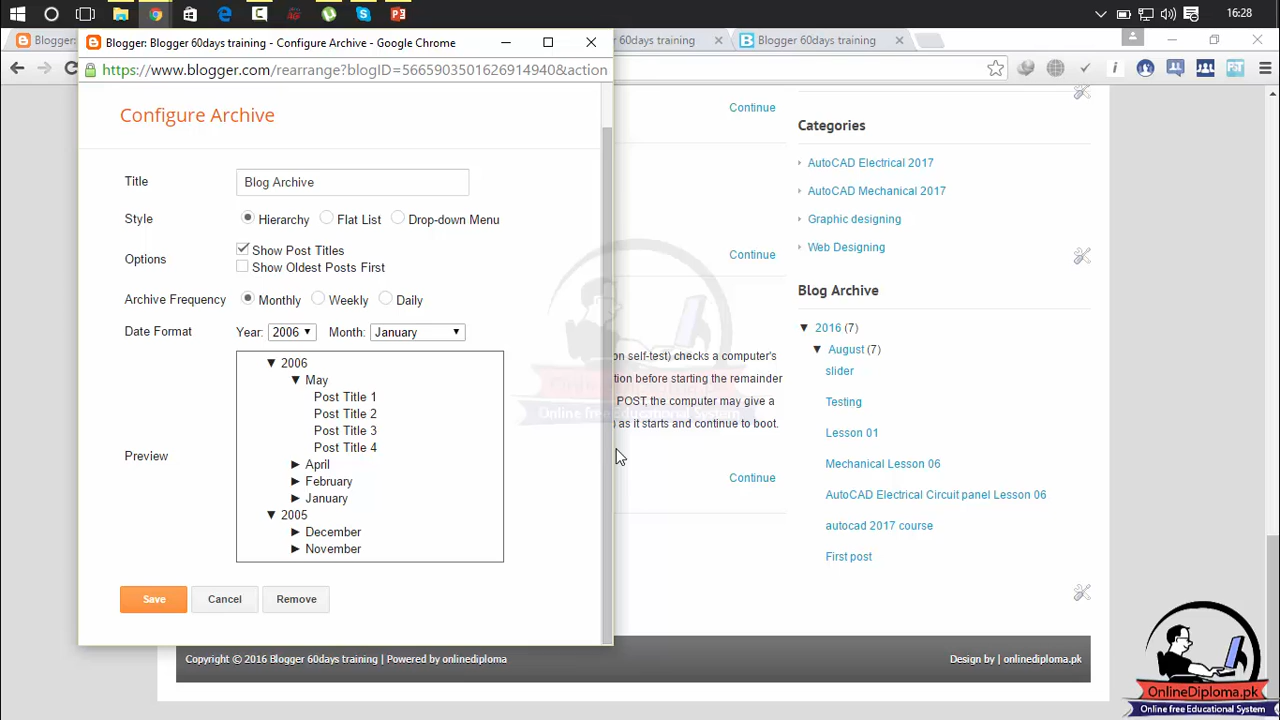 16:28
Blogger:
Blogger: Blogger 60days training - Configure Archive - Google Chrome
60days training
Blogger 60days training
https://www.blogger.com/rearrange?blogID=5665903501626914940&action
Configure Archive
Title
Blog Archive
Style
Hierarchy
Flat List
Drop-down Menu
Options
Show Post Titles
Show Oldest Posts First
Archive Frequency
Monthly
Weekly
Daily
Date Format
Year:
2006
Month:
January
Preview
2006
May
Post Title 1
Post Title 2
Post Title 3
Post Title 4
April
February
January
2005
December
November
Save
Cancel
Remove
Continue
Continue
on self-test) checks a computer's
tion before starting the remainder
POST, the computer may give a
) as it starts and continue to boot.
Continue
Online free Educational System
Categories
AutoCAD Electrical 2017
AutoCAD Mechanical 2017
Graphic designing
Web Designing
Blog Archive
2016 (7)
August (7)
slider
Testing
Lesson 01
Mechanical Lesson 06
AutoCAD Electrical Circuit panel Lesson 06
autocad 2017 course
First post
Copyright © 2016 Blogger 60days training | Powered by onlinediploma
Design by | onlinediploma.pk
OnlineDiploma.pk
Online free Educational System